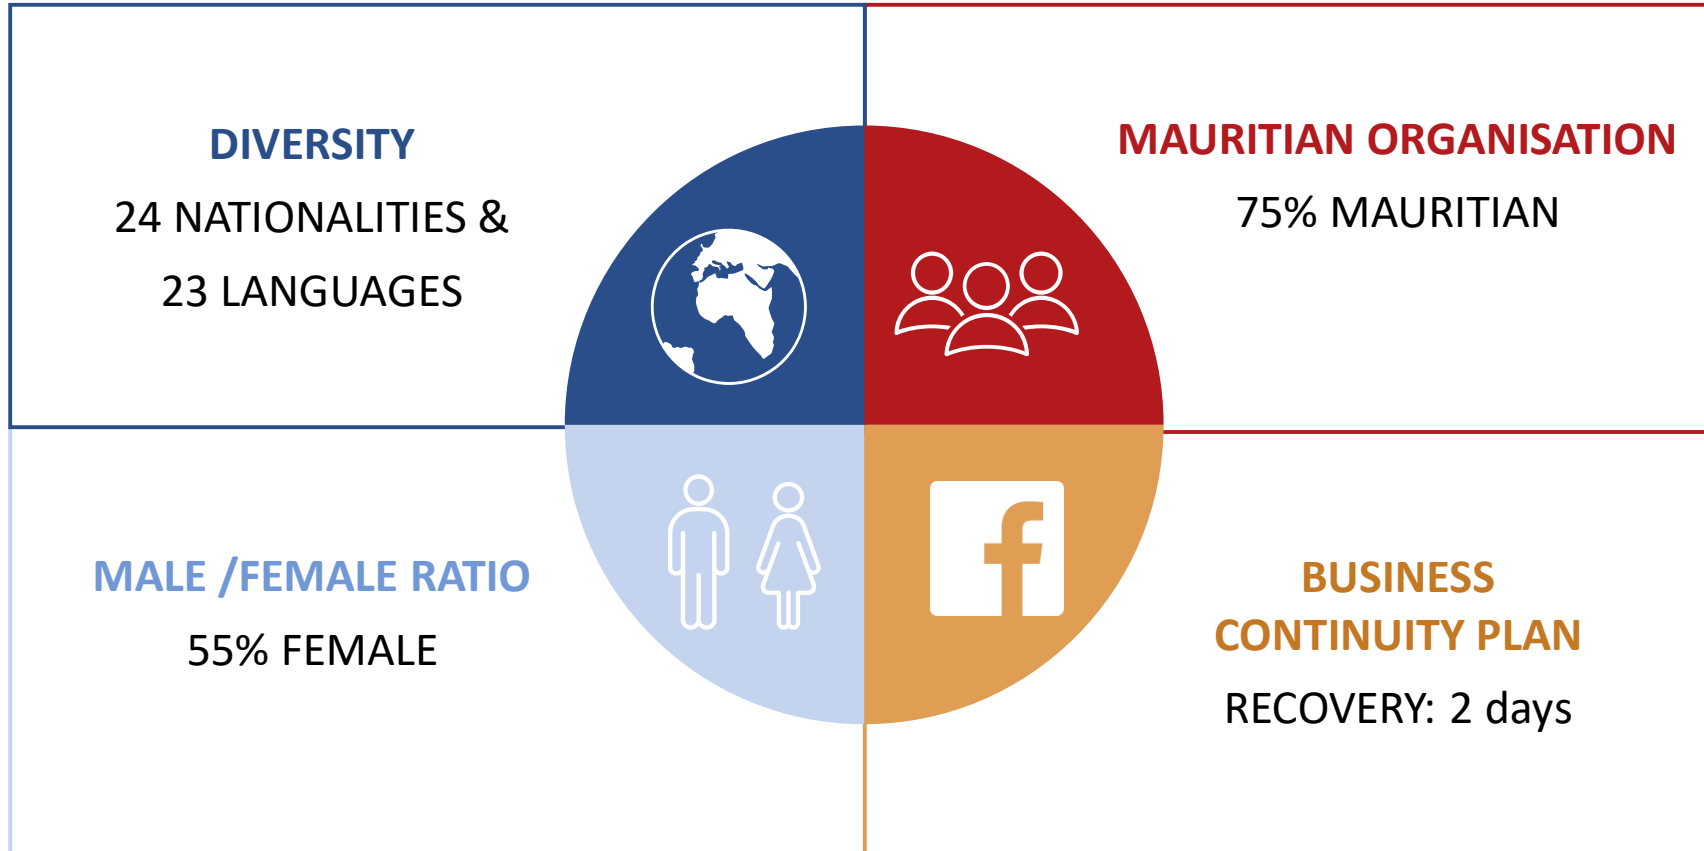 DIVERSITY
24 NATIONALITIES &
23 LANGUAGES
MAURITIAN ORGANISATION
75% MAURITIAN
MALE /FEMALE RATIO
55% FEMALE
f
BUSINESS
CONTINUITY PLAN
RECOVERY: 2 days